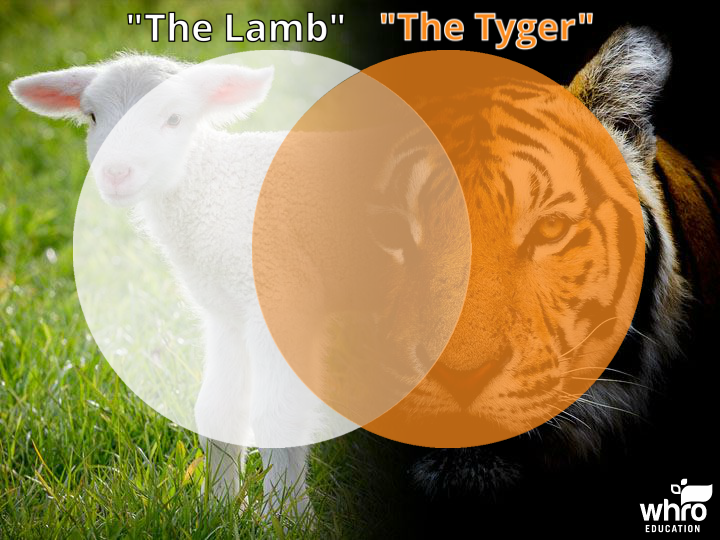 "The Lamb" "The Tyger"
whro
EDUCATION